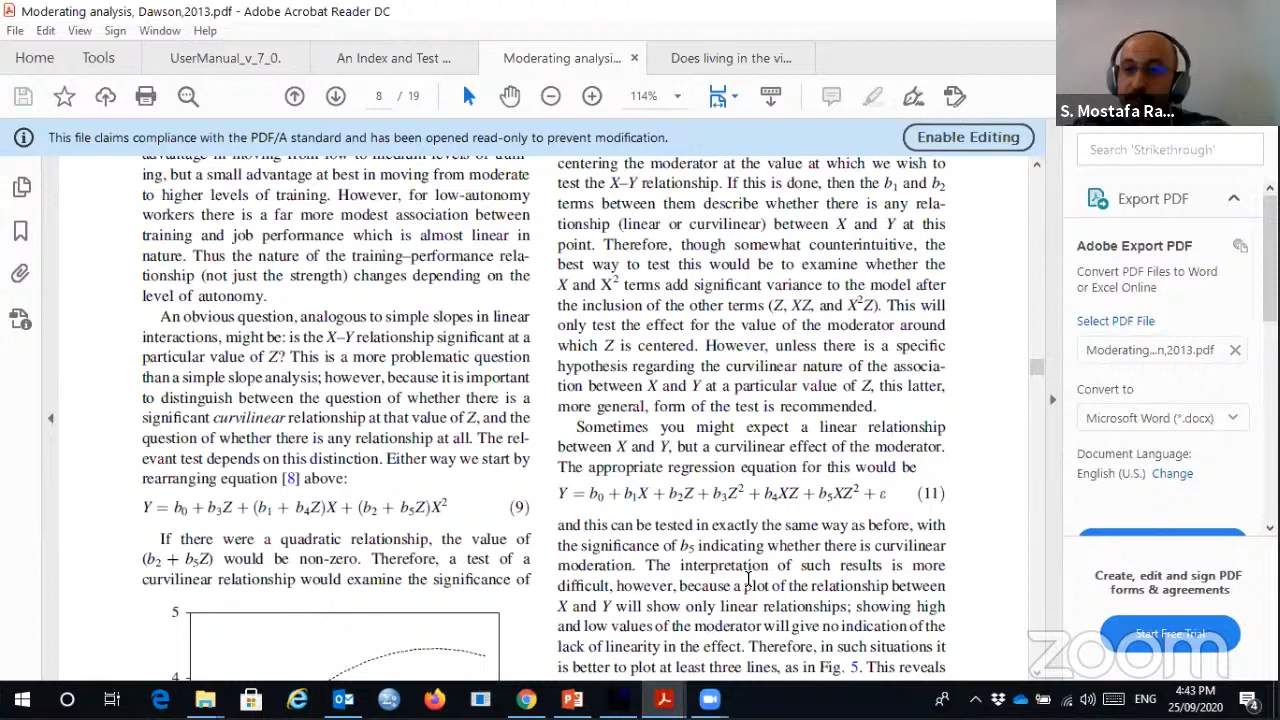 Moderating analysis, Dawson,2013.pdf - Adobe Acrobat Reader DC
File Edit View Sign Window Help
Home Tools UserManual_v_7_0. An Index and Test ... Moderating analysi... × Does living in the vi...
8 / 19 114%
This file claims compliance with the PDF/A standard and has been opened read-only to prevent modification. Enable Editing
ing, but a small advantage at best in moving from moderate
to higher levels of training. However, for low-autonomy
workers there is a far more modest association between
training and job performance which is almost linear in
nature. Thus the nature of the training–performance rela-
tionship (not just the strength) changes depending on the
level of autonomy.
An obvious question, analogous to simple slopes in linear
interactions, might be: is the X–Y relationship significant at a
particular value of Z? This is a more problematic question
than a simple slope analysis; however, because it is important
to distinguish between the question of whether there is a
significant curvilinear relationship at that value of Z, and the
question of whether there is any relationship at all. The rel-
evant test depends on this distinction. Either way we start by
rearranging equation [8] above:
Y = b0 + b3Z + (b1 + b4Z)X + (b2 + b5Z)X² (9)
If there were a quadratic relationship, the value of
(b2 + b5Z) would be non-zero. Therefore, a test of a
curvilinear relationship would examine the significance of
5
4
centering the moderator at the value at which we wish to
test the X–Y relationship. If this is done, then the b1 and b2
terms between them describe whether there is any rela-
tionship (linear or curvilinear) between X and Y at this
point. Therefore, though somewhat counterintuitive, the
best way to test this would be to examine whether the
X and X² terms add significant variance to the model after
the inclusion of the other terms (Z, XZ, and X²Z). This will
only test the effect for the value of the moderator around
which Z is centered. However, unless there is a specific
hypothesis regarding the curvilinear nature of the associa-
tion between X and Y at a particular value of Z, this latter,
more general, form of the test is recommended.
Sometimes you might expect a linear relationship
between X and Y, but a curvilinear effect of the moderator.
The appropriate regression equation for this would be
Y = b0 + b1X + b2Z + b3Z² + b4XZ + b5XZ² + ε (11)
and this can be tested in exactly the same way as before, with
the significance of b5 indicating whether there is curvilinear
moderation. The interpretation of such results is more
difficult, however, because a plot of the relationship between
X and Y will show only linear relationships; showing high
and low values of the moderator will give no indication of the
lack of linearity in the effect. Therefore, in such situations it
is better to plot at least three lines, as in Fig. 5. This reveals
S. Mostafa Ra...
Search 'Strikethrough'
Export PDF
Adobe Export PDF
Convert PDF Files to Word
or Excel Online
Select PDF File
Moderating...n,2013.pdf ×
Convert to
Microsoft Word (*.docx)
Document Language:
English (U.S.) Change
Create, edit and sign PDF
forms & agreements
Start Free Trial
zoom
ENG
4:43 PM
25/09/2020
4